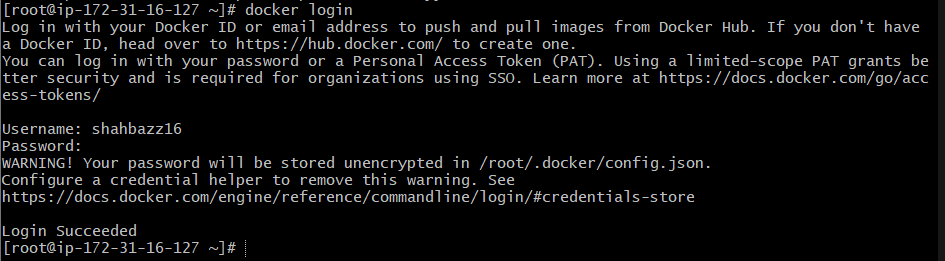 [root@ip-172-31-16-127 ~]# docker login
Log in with your Docker ID or email address to push and pull images from Docker Hub. If you don't have
a Docker ID, head over to https://hub.docker.com/ to create one.
You can log in with your password or a Personal Access Token (PAT). Using a limited-scope PAT grants be
tter security and is required for organizations using SSO. Learn more at https://docs.docker.com/go/acc
ess-tokens/
Username: shahbazz16
Password:
WARNING! Your password will be stored unencrypted in /root/.docker/config.json.
Configure a credential helper to remove this warning. See
https://docs.docker.com/engine/reference/commandline/login/#credentials-store
Login Succeeded
[root@ip-172-31-16-127 ~]#